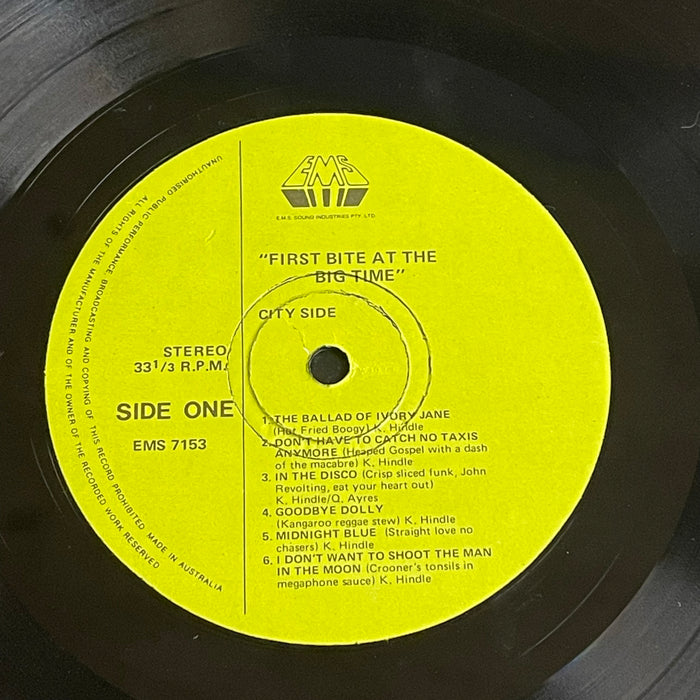 EMS
E.M.S. SOUND INDUSTRIES PTY. LTD.
"FIRST BITE AT THE
BIG TIME"
CITY SIDE
STEREO
33 1/3 R.P.M.
SIDE ONE
EMS 7153
1. THE BALLAD OF IVORY JANE
(Hot Fried Boogy) K. Hindle
2. DON'T HAVE TO CATCH NO TAXIS
ANYMORE (Heaped Gospel with a dash
of the macabre) K. Hindle
3. IN THE DISCO (Crisp sliced funk, John
Revolting, eat your heart out)
K. Hindle/Q. Ayres
4. GOODBYE DOLLY
(Kangaroo reggae stew) K. Hindle
5. MIDNIGHT BLUE (Straight love no
chasers) K. Hindle
6. I DON'T WANT TO SHOOT THE MAN
IN THE MOON (Crooner's tonsils in
megaphone sauce) K. Hindle
UNAUTHORISED PUBLIC PERFORMANCE, BROADCASTING AND COPYING OF THIS RECORD PROHIBITED MADE IN AUSTRALIA
ALL RIGHTS OF THE MANUFACTURER AND OF THE OWNER OF THE RECORDED WORK RESERVED